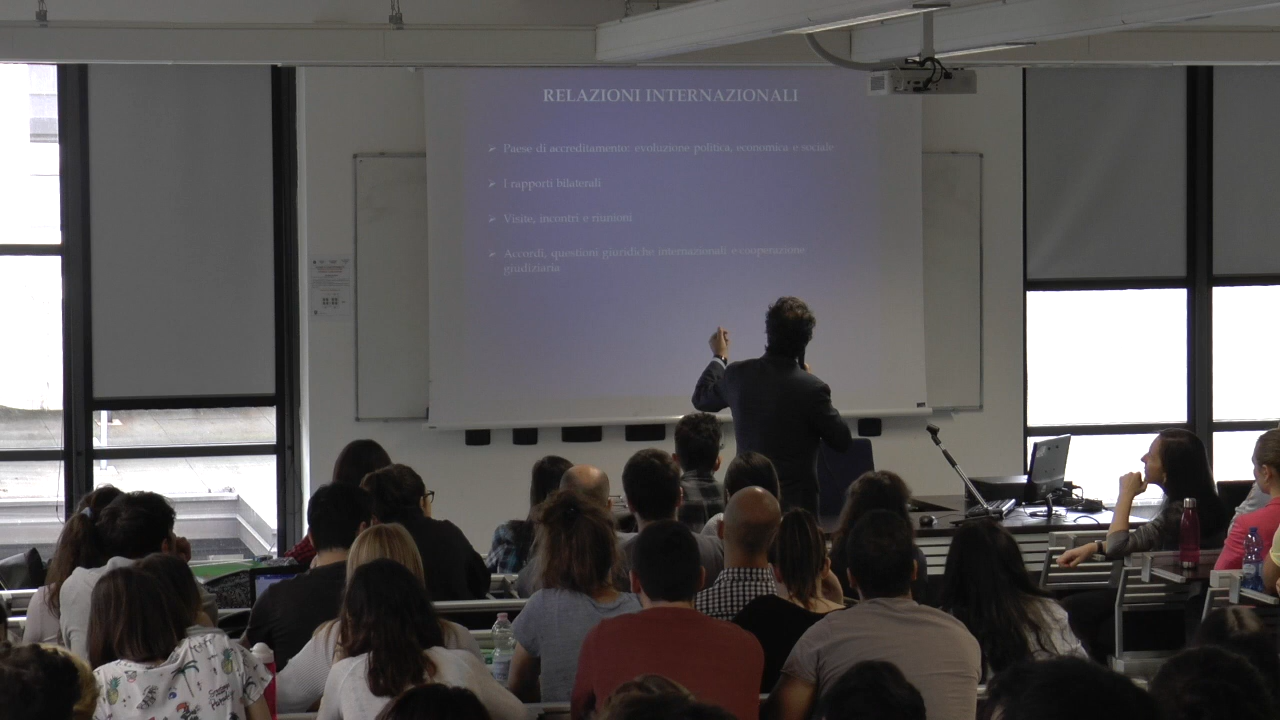 RELAZIONI INTERNAZIONALI
➢ Paese di accreditamento: evoluzione politica, economica e sociale
➢ I rapporti bilaterali
➢ Visite, incontri e riunioni
➢ Accordi, questioni giuridiche internazionali e cooperazione
giudiziaria